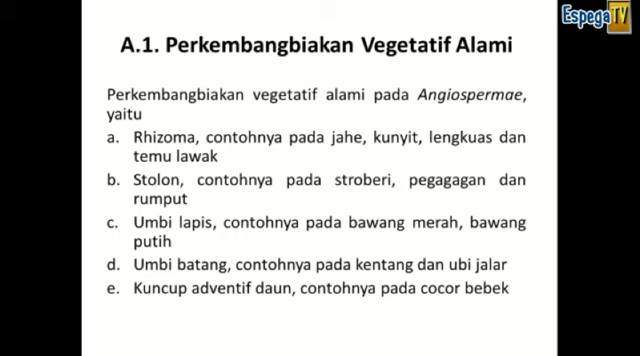 EspegaTV
A.1. Perkembangbiakan Vegetatif Alami
Perkembangbiakan vegetatif alami pada Angiospermae,
yaitu
a. Rhizoma, contohnya pada jahe, kunyit, lengkuas dan
temu lawak
b. Stolon, contohnya pada stroberi, pegagagan dan
rumput
c. Umbi lapis, contohnya pada bawang merah, bawang
putih
d. Umbi batang, contohnya pada kentang dan ubi jalar
e. Kuncup adventif daun, contohnya pada cocor bebek